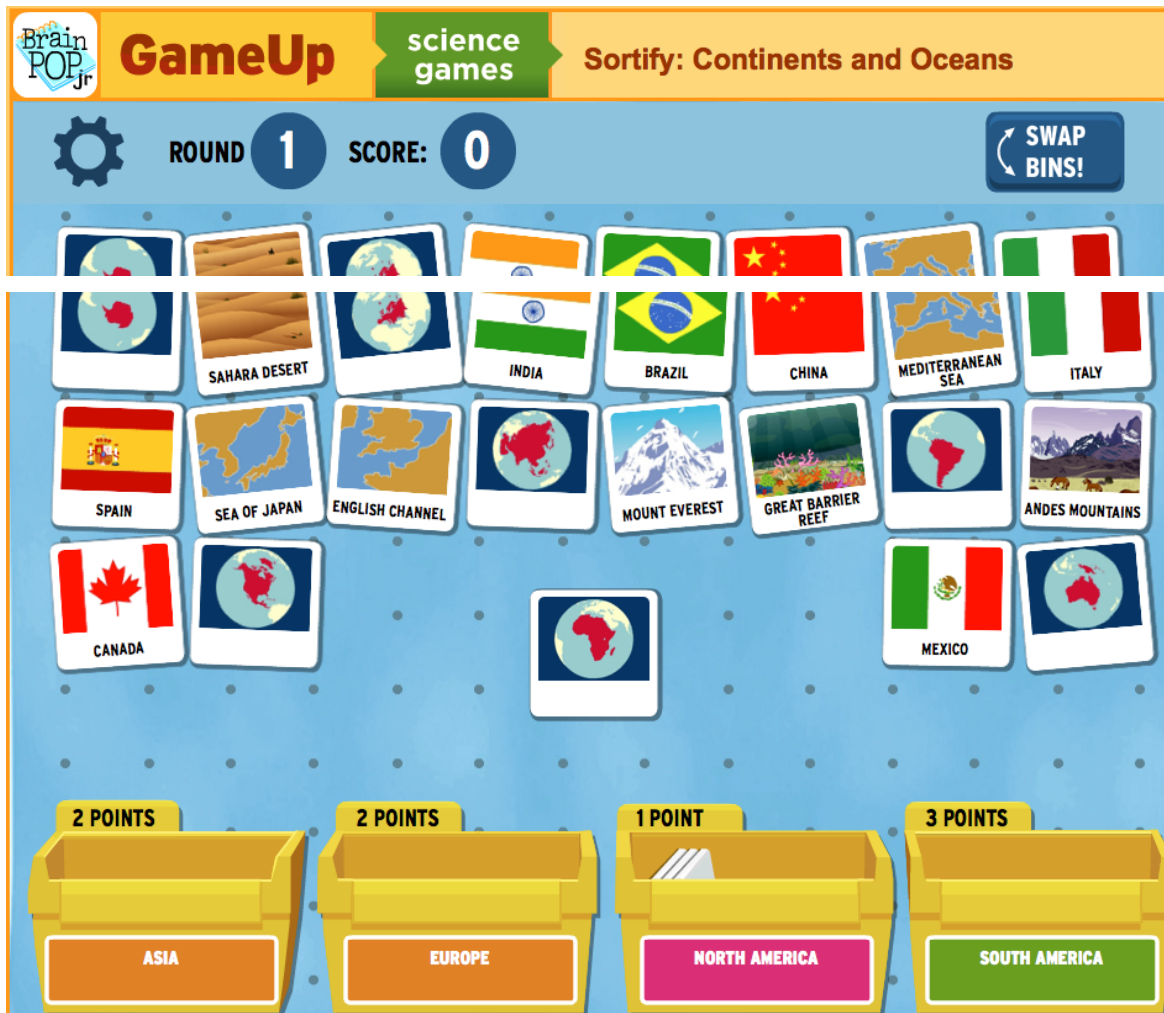 Brain
POP
jr
GameUp
science
games
Sortify: Continents and Oceans
ROUND 1 SCORE: 0
SWAP
BINS!
SAHARA DESERT
INDIA
BRAZIL
CHINA
MEDITERRANEAN
SEA
ITALY
SPAIN
SEA OF JAPAN
ENGLISH CHANNEL
MOUNT EVEREST
GREAT BARRIER
REEF
ANDES MOUNTAINS
CANADA
MEXICO
2 POINTS
2 POINTS
1 POINT
3 POINTS
ASIA
EUROPE
NORTH AMERICA
SOUTH AMERICA